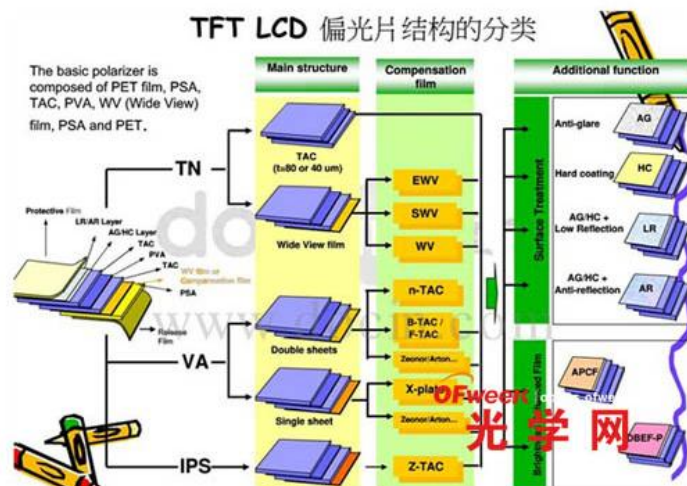 TFT LCD 偏光片结构的分类
The basic polarizer is
composed of PET film, PSA,
TAC, PVA, WV (Wide View)
film, PSA and PET.
Main structure
Compensation
film
Additional function
TN
TAC
(t=80 or 40 um)
Wide View film
EWV
SWV
WV
Protective Film
LR/AR Layer
AG/HC Layer
TAC
PVA
TAC
WV film or
Compensation film
PSA
Release
Film
VA
Double sheets
n-TAC
B-TAC /
F-TAC
Zeonor/Arton...
Single sheet
X-plate
Zeonor/Arton...
IPS
Z-TAC
Surface Treatment
Anti-glare
AG
Hard coating
HC
AG/HC +
Low Reflection
LR
AG/HC +
Anti-reflection
AR
Film
APCF
DBEF-P
OFweek
光学网